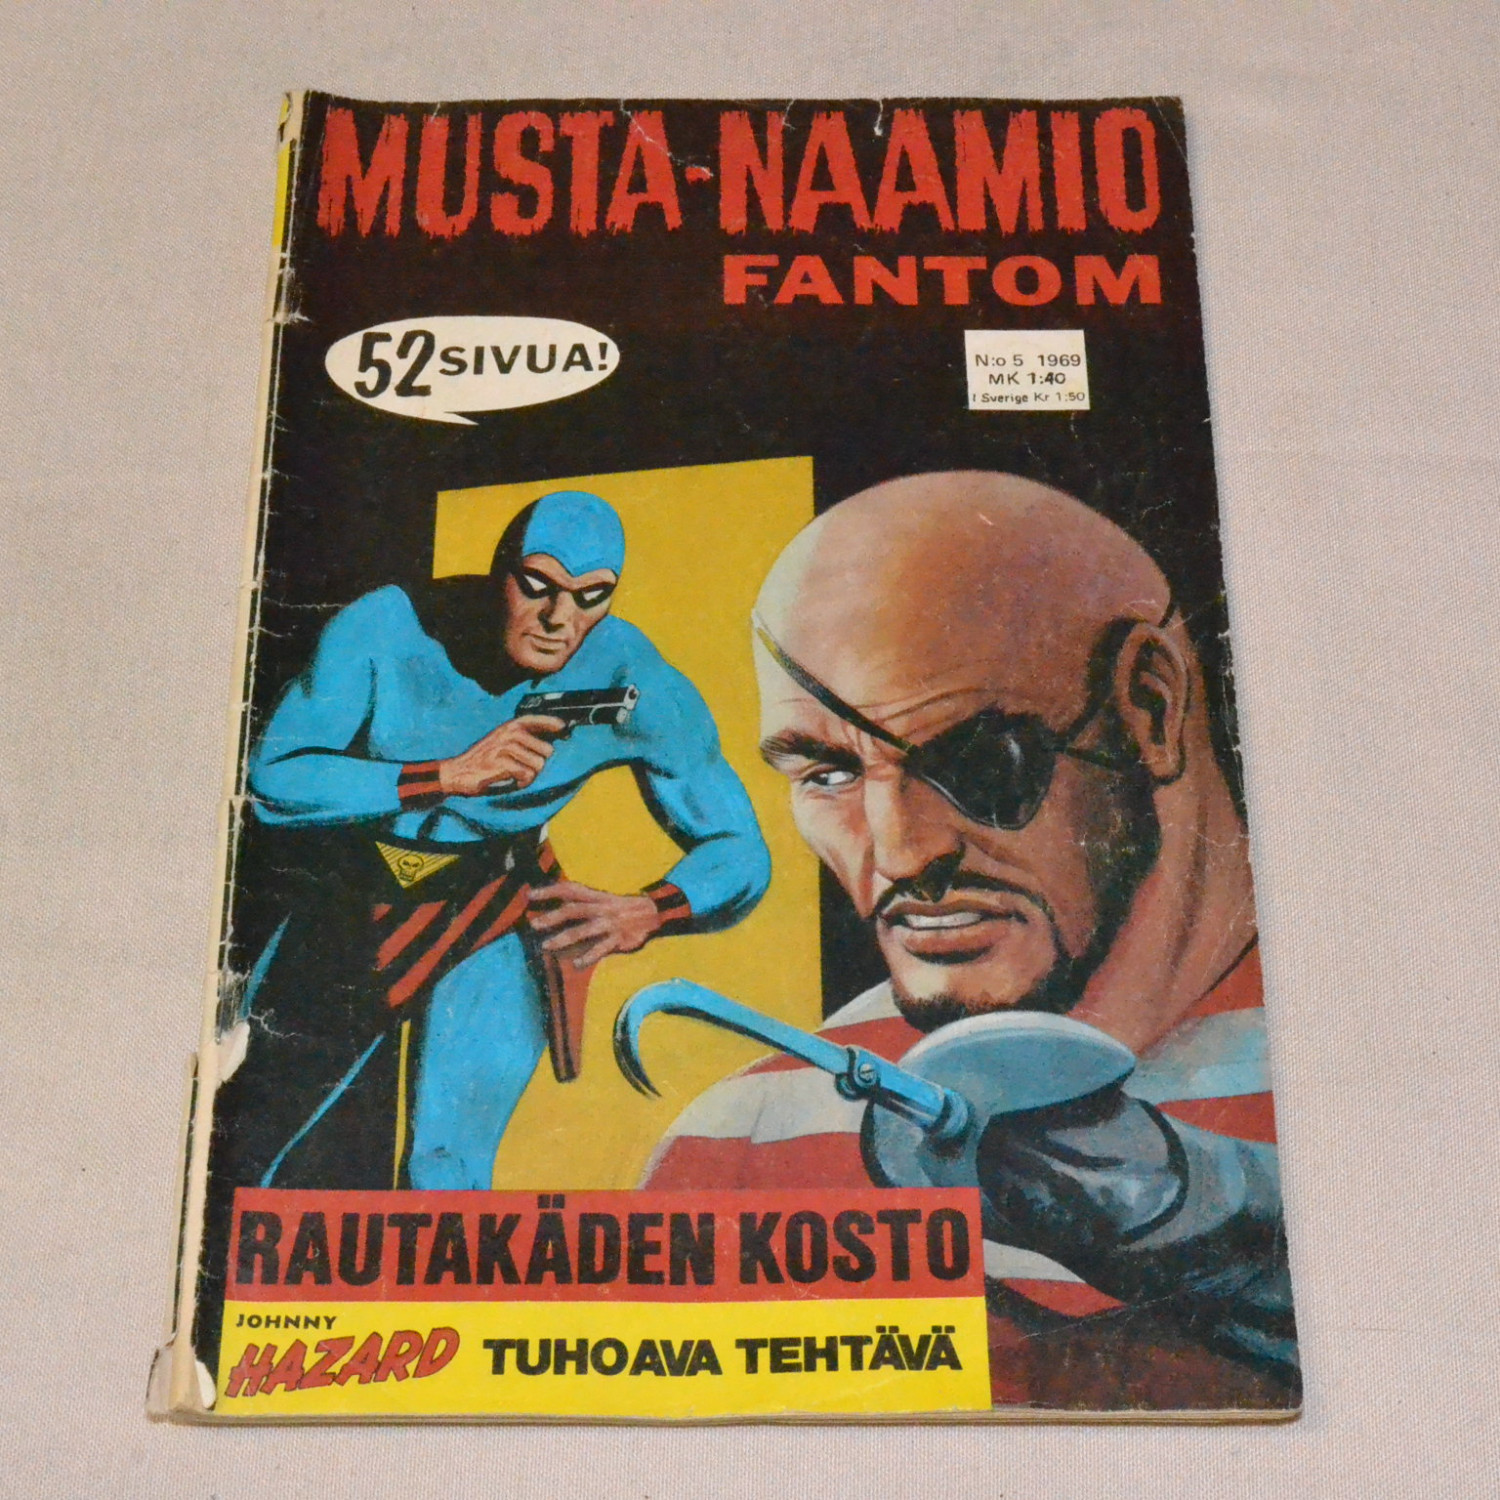 MUSTA-NAAMIO
FANTOM
52 SIVUA!
N:o 5 1969
MK 1:40
I Sverige Kr 1:50
RAUTAKÄDEN KOSTO
JOHNNY
HAZARD TUHOAVA TEHTÄVÄ